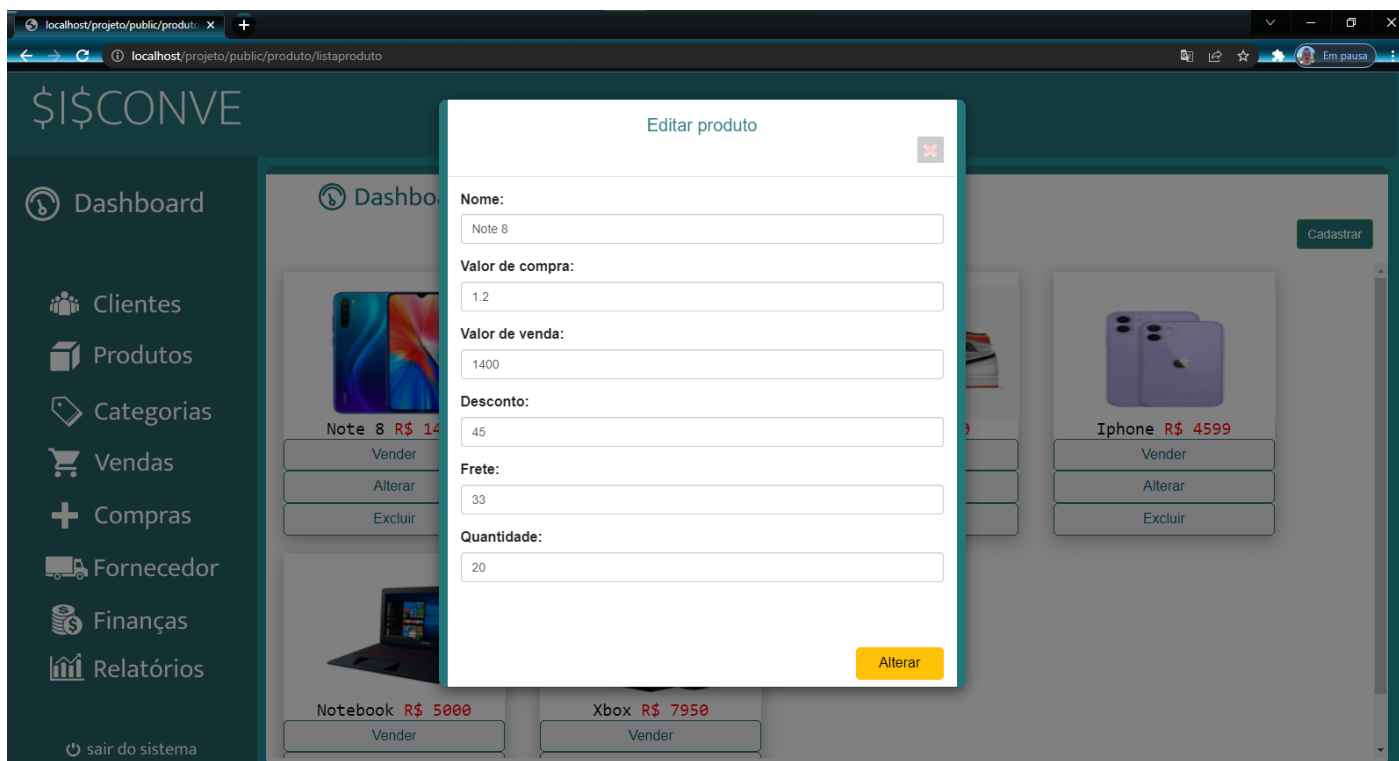 localhost/projeto/public/produto
localhost/projeto/public/produto/listaproduto
Em pausa
$I$CONVE
Dashboard
Clientes
Produtos
Categorias
Vendas
Compras
Fornecedor
Finanças
Relatórios
sair do sistema
Cadastrar
Editar produto
Nome:
Note 8
Valor de compra:
1.2
Valor de venda:
1400
Desconto:
45
Frete:
33
Quantidade:
20
Alterar
Note 8 R$ 14
Vender
Alterar
Excluir
Iphone R$ 4599
Vender
Alterar
Excluir
Notebook R$ 5000
Vender
Xbox R$ 7950
Vender